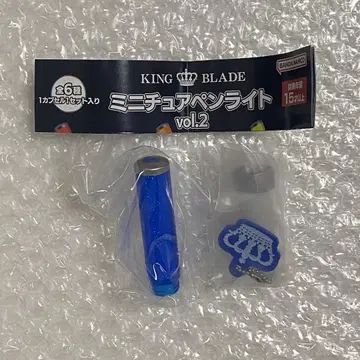 全6種
1カプセル1セット入り
KING BLADE
ミニチュアペンライト
vol.2
BANDAI NAMCO
対象年齢
15才以上